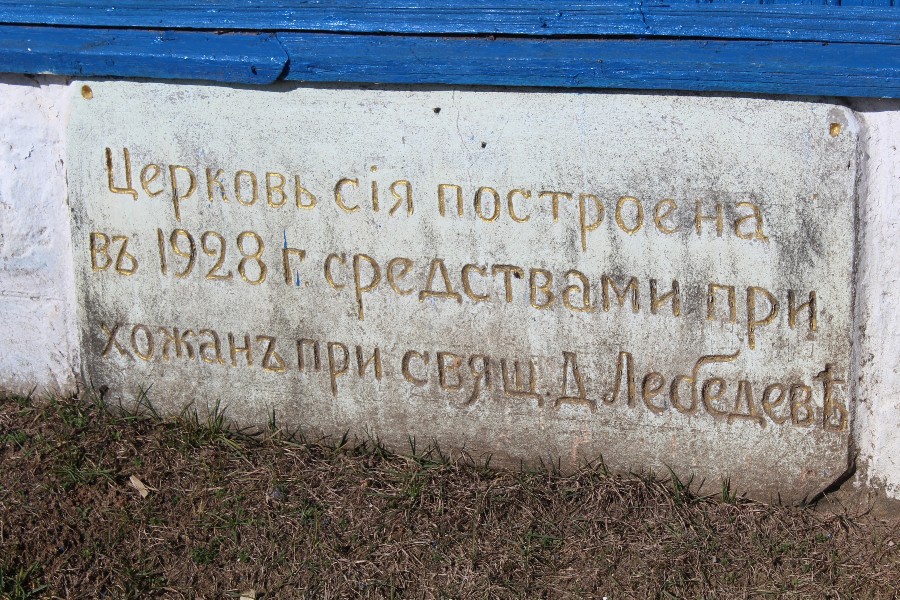 Церковь сія построена
въ 1928 г. средствами при
хожанъ при свящ. Д. Лебедевѣ